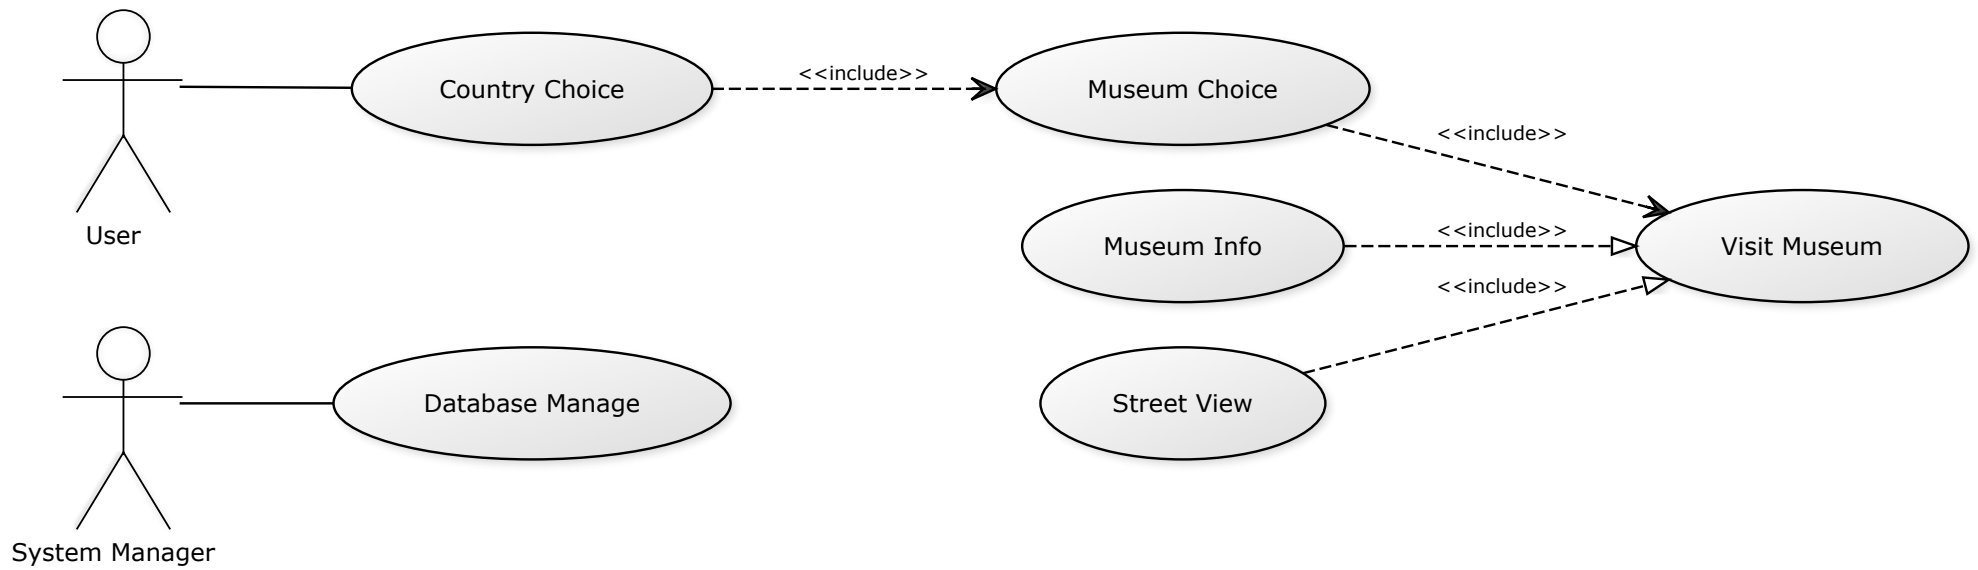 Country Choice
<<include>>
Museum Choice
<<include>>
User
Museum Info
<<include>>
Visit Museum
<<include>>
Database Manage
Street View
System Manager